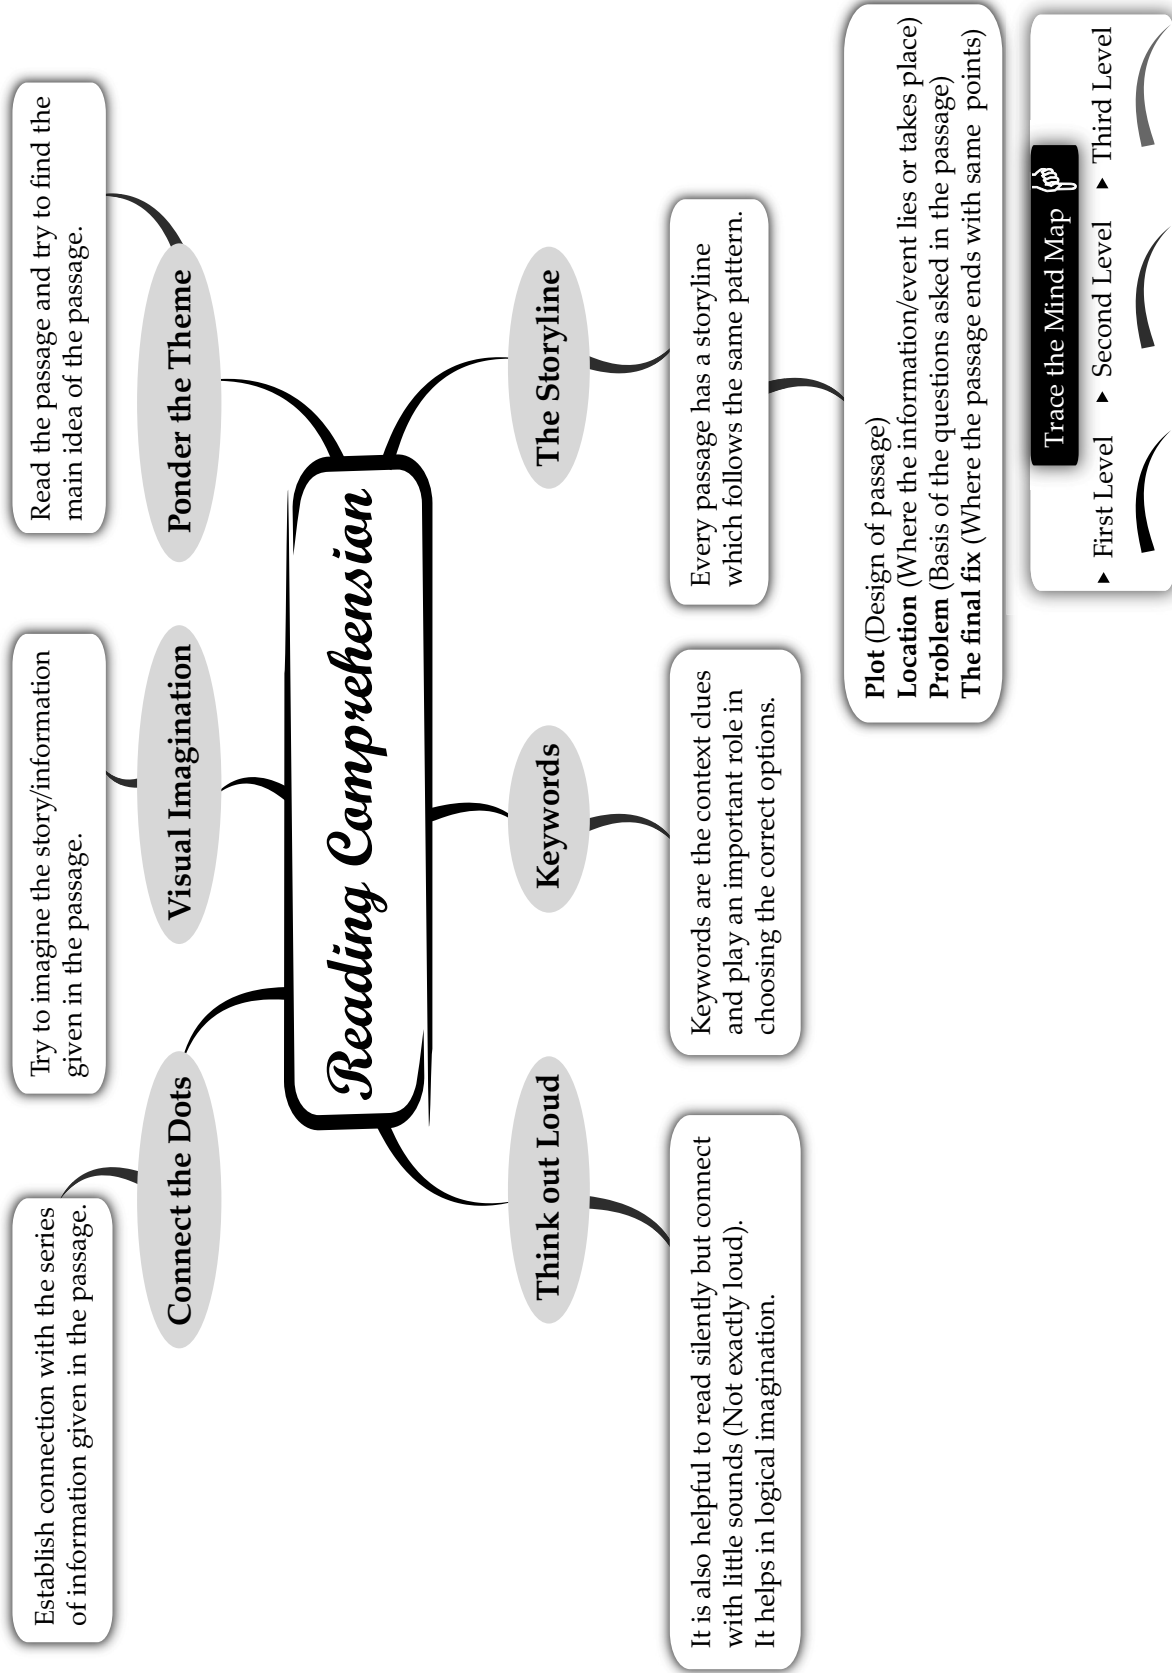 Establish connection with the series
of information given in the passage.
Try to imagine the story/information
given in the passage.
Read the passage and try to find the
main idea of the passage.
Connect the Dots
Visual Imagination
Ponder the Theme
Reading Comprehension
Think out Loud
Keywords
The Storyline
It is also helpful to read silently but connect
with little sounds (Not exactly loud).
It helps in logical imagination.
Keywords are the context clues
and play an important role in
choosing the correct options.
Every passage has a storyline
which follows the same pattern.
Plot (Design of passage)
Location (Where the information/event lies or takes place)
Problem (Basis of the questions asked in the passage)
The final fix (Where the passage ends with same points)
Trace the Mind Map
First Level
Second Level
Third Level